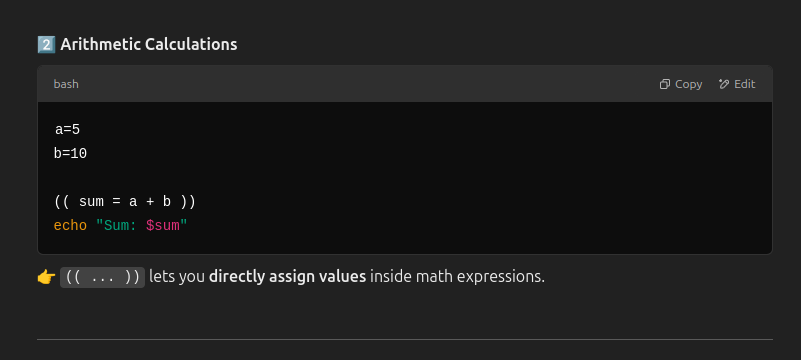 2️⃣ Arithmetic Calculations
bash Copy Edit
a=5
b=10
(( sum = a + b ))
echo "Sum: $sum"
👉 (( ... )) lets you directly assign values inside math expressions.